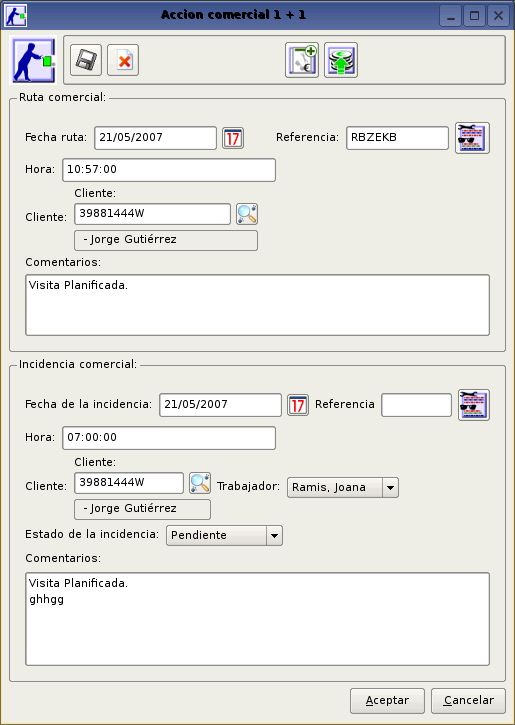 Accion comercial 1 + 1
Ruta comercial:
Fecha ruta: 21/05/2007 17 Referencia: RBZEKB
Hora: 10:57:00
Cliente:
Cliente: 39881444W
- Jorge Gutiérrez
Comentarios:
Visita Planificada.
Incidencia comercial:
Fecha de la incidencia: 21/05/2007 17 Referencia
Hora: 07:00:00
Cliente:
Cliente: 39881444W Trabajador: Ramis, Joana
- Jorge Gutiérrez
Estado de la incidencia: Pendiente
Comentarios:
Visita Planificada.
ghhgg
Aceptar Cancelar